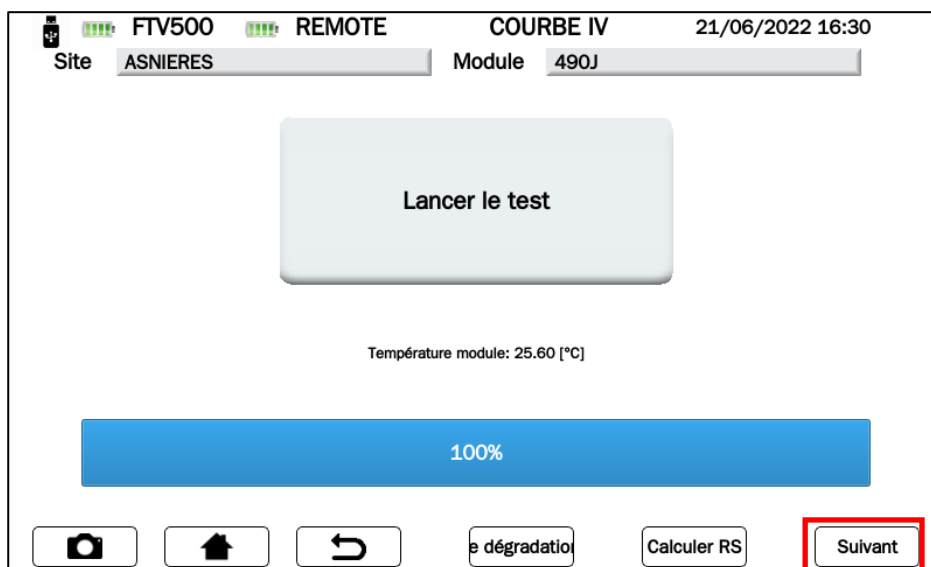 FTV500 REMOTE COURBE IV 21/06/2022 16:30
Site ASNIERES Module 490J
Lancer le test
Température module: 25.60 [°C]
100%
e dégradation Calculer RS Suivant